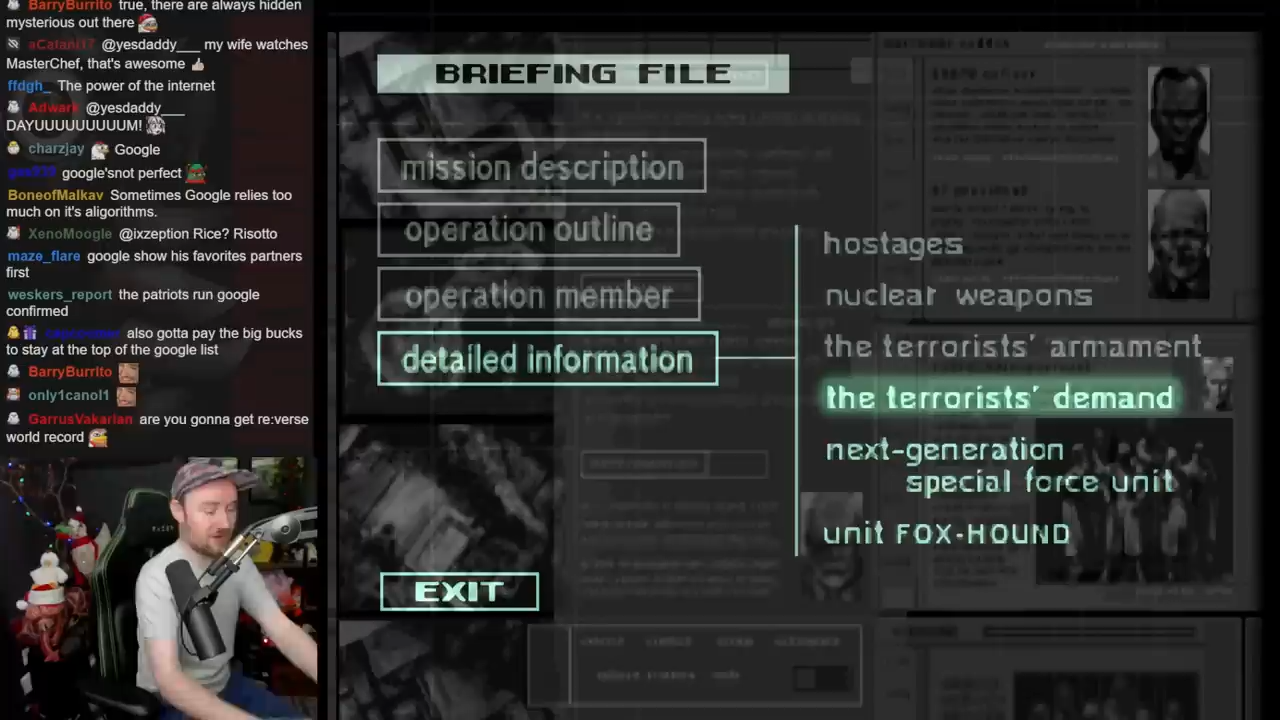 BarryBurrito true, there are always hidden
mysterious out there
aCatani17 @yesdaddy___ my wife watches
MasterChef, that's awesome
ffdgh_ The power of the internet
Adwark @yesdaddy___
DAYUUUUUUUUUM!
charzjay Google
google'snot perfect
BoneofMalkav Sometimes Google relies too
much on it's aligorithms.
XenoMoogle @ixzeption Rice? Risotto
maze_flare google show his favorites partners
first
weskers_report the patriots run google
confirmed
also gotta pay the big bucks
to stay at the top of the google list
BarryBurrito
only1canol1
GarrusVakarian are you gonna get re:verse
world record
BRIEFING FILE
mission description
operation outline
operation member
detailed information
hostages
nuclear weapons
the terrorists' armament
the terrorists' demand
next-generation
special force unit
unit FOX-HOUND
EXIT